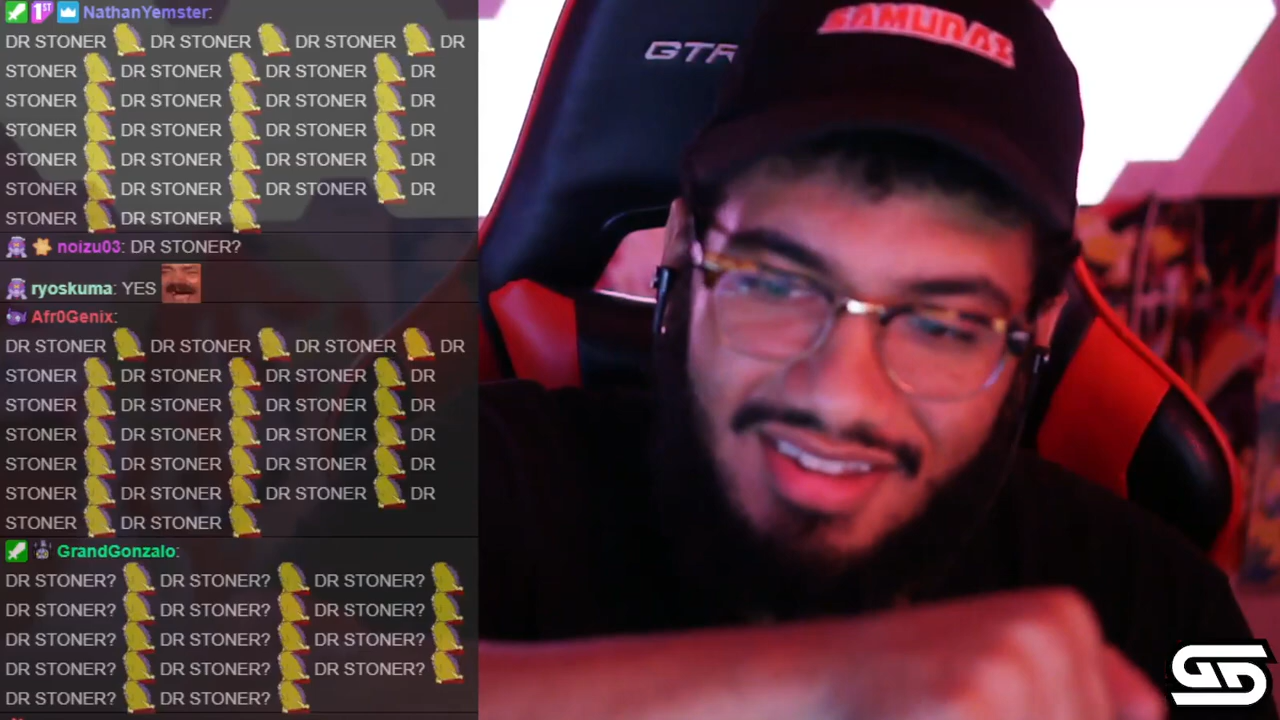 1ST NathanYemster:
DR STONER DR STONER DR STONER DR
STONER DR STONER DR STONER DR
STONER DR STONER DR STONER DR
STONER DR STONER DR STONER DR
STONER DR STONER DR STONER DR
STONER DR STONER DR STONER DR
STONER DR STONER
noizu03: DR STONER?
ryoskuma: YES
Afr0Genix:
DR STONER DR STONER DR STONER DR
STONER DR STONER DR STONER DR
STONER DR STONER DR STONER DR
STONER DR STONER DR STONER DR
STONER DR STONER DR STONER DR
STONER DR STONER DR STONER DR
STONER DR STONER
GrandGonzalo:
DR STONER? DR STONER? DR STONER?
DR STONER? DR STONER? DR STONER?
DR STONER? DR STONER? DR STONER?
DR STONER? DR STONER? DR STONER?
DR STONER? DR STONER?
GTR
SAMURAI